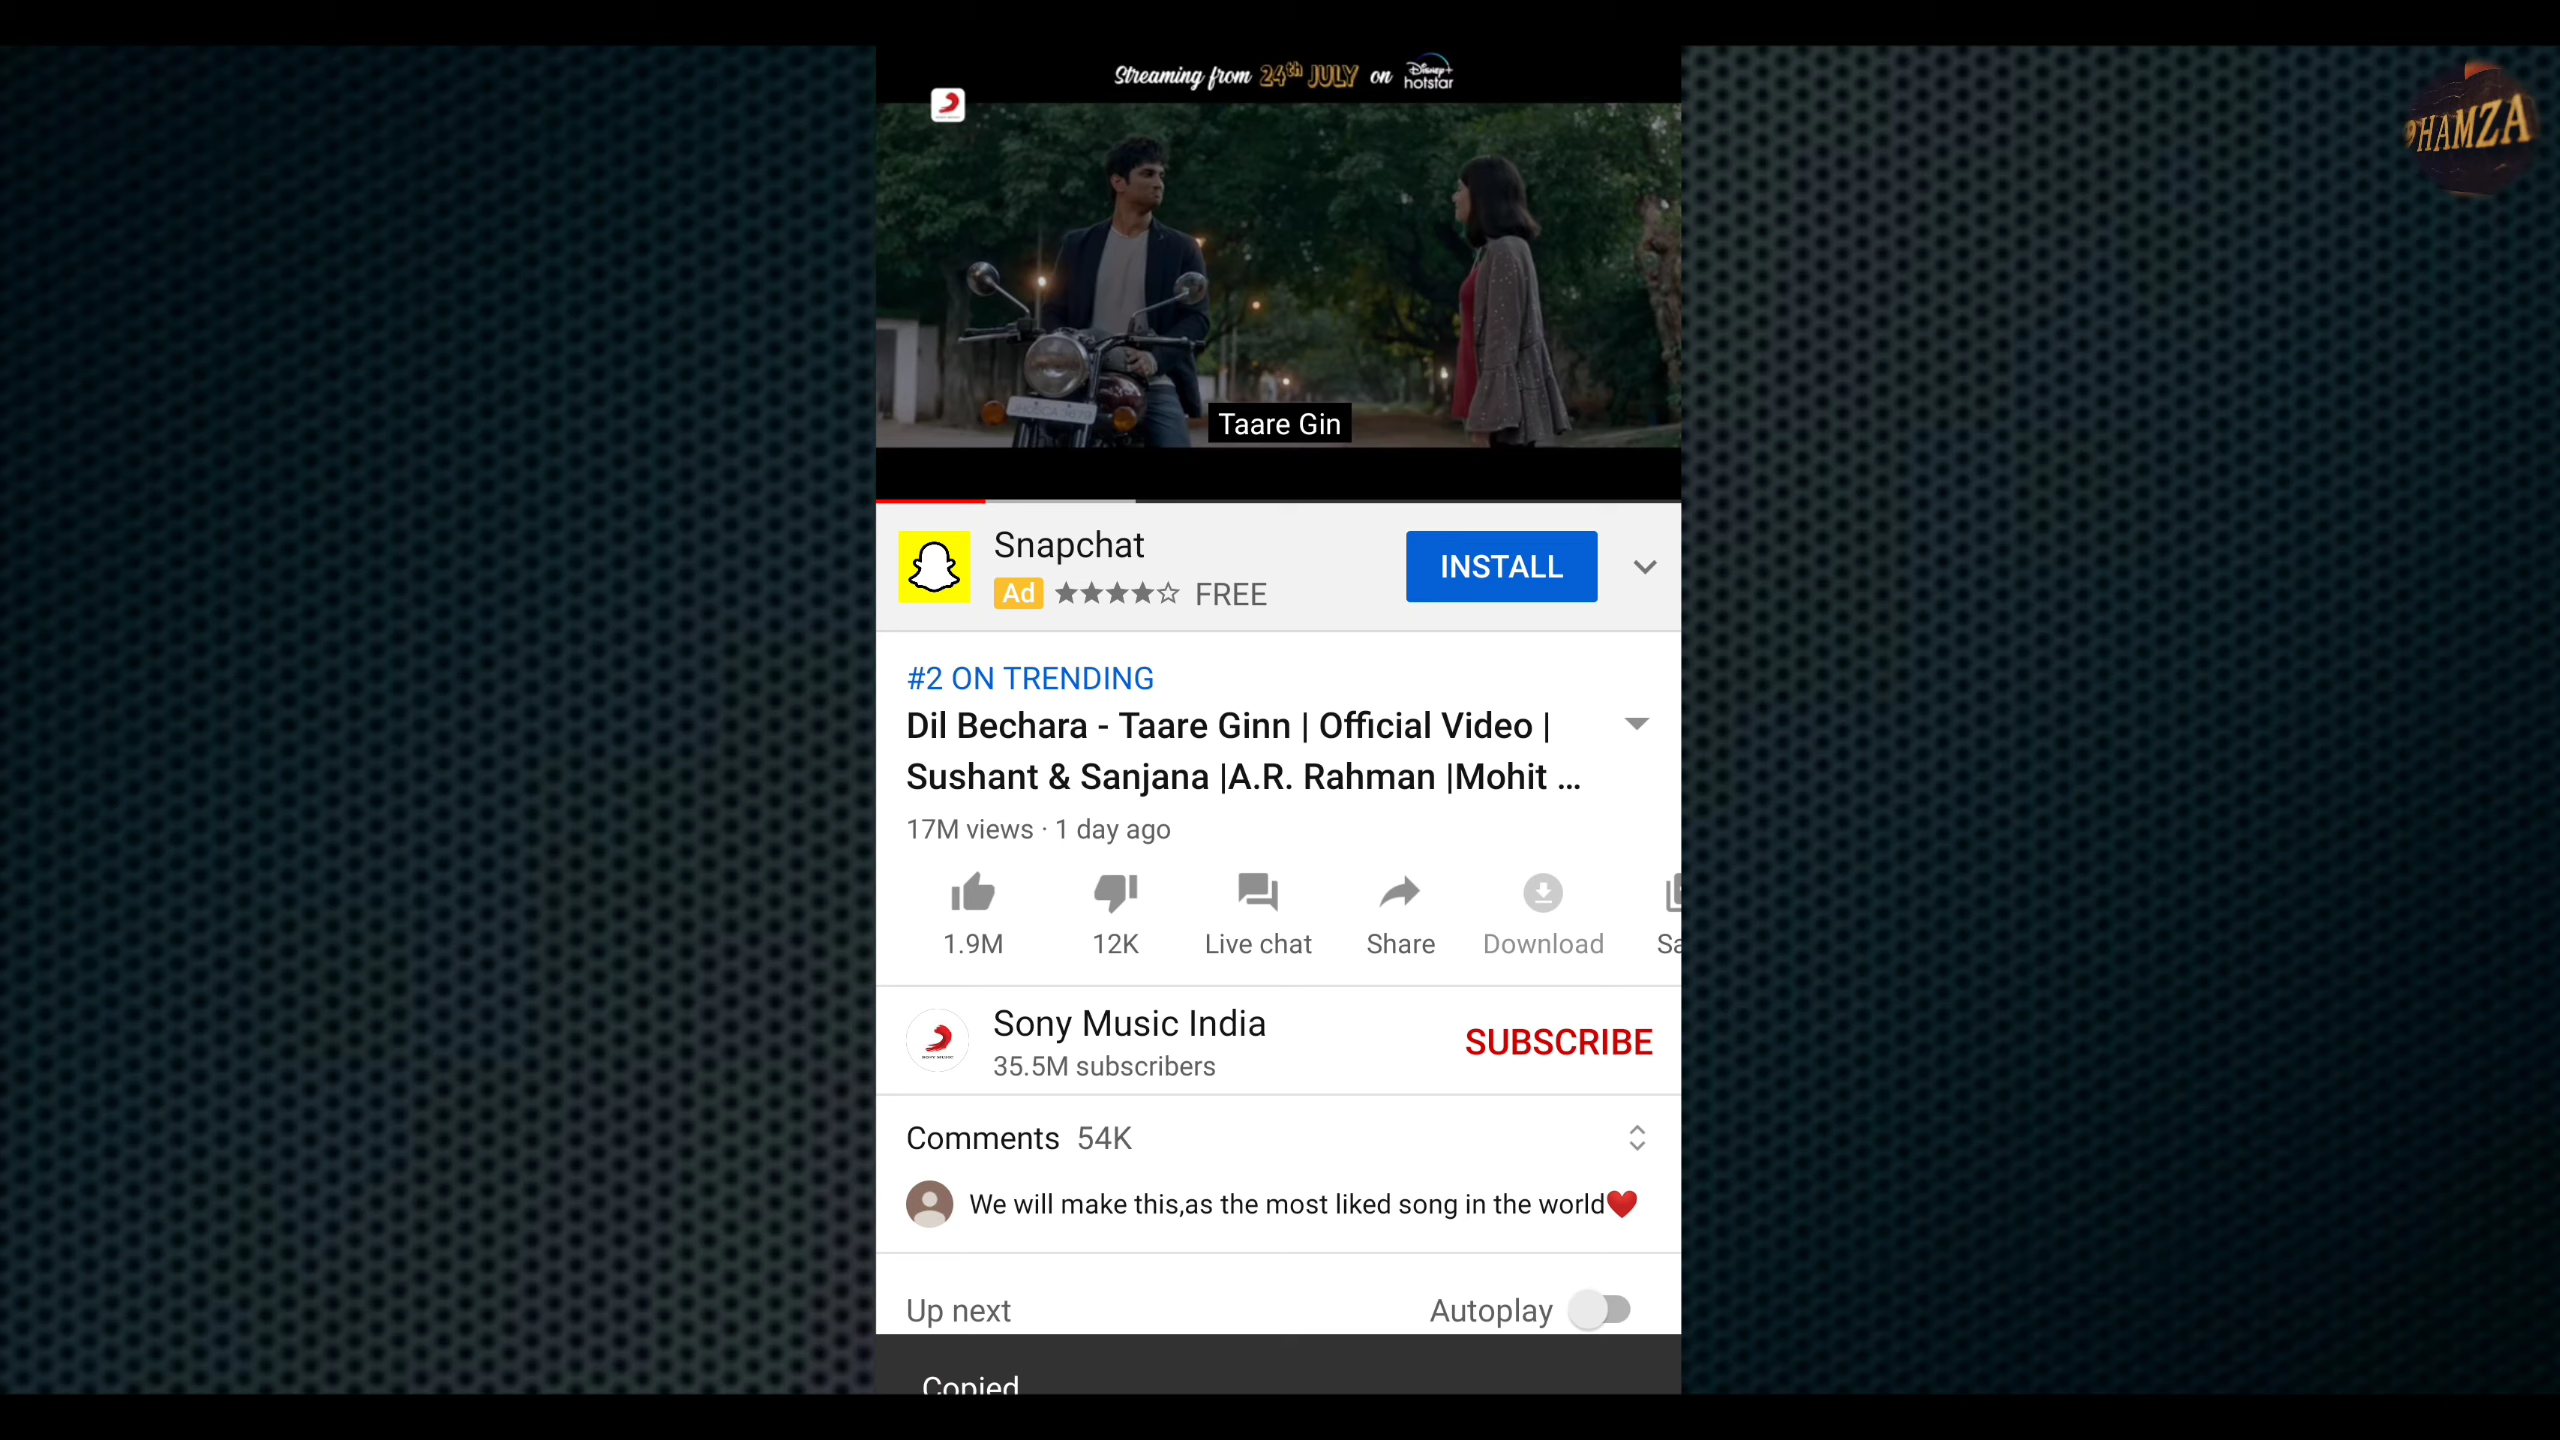 Streaming from 24th JULY on Disney+ hotstar
HAMZA
Taare Gin
Snapchat
Ad FREE
INSTALL
#2 ON TRENDING
Dil Bechara - Taare Ginn | Official Video |
Sushant & Sanjana |A.R. Rahman |Mohit ...
17M views · 1 day ago
1.9M 12K Live chat Share Download Sa
Sony Music India
35.5M subscribers
SUBSCRIBE
Comments 54K
We will make this,as the most liked song in the world❤️
Up next Autoplay
Copied